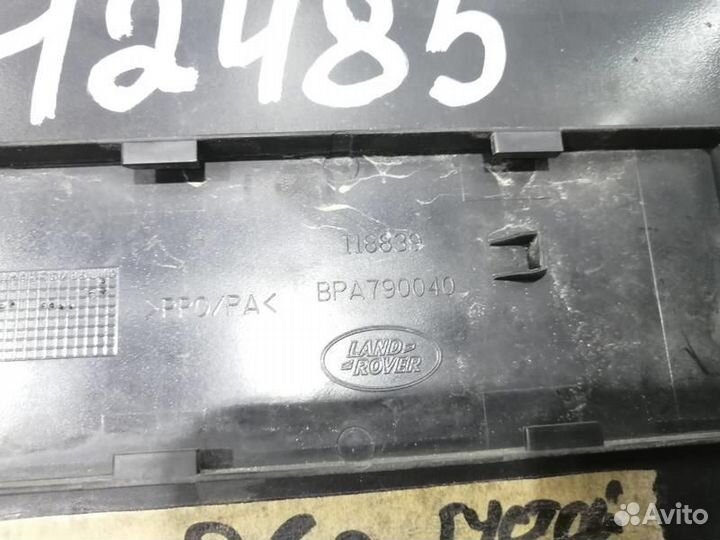 12485
118839
>PPO/PA<
BPA790040
LAND
ROVER
Avito